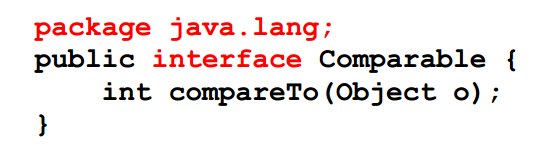 package java.lang;
public interface Comparable {
    int compareTo(Object o);
}